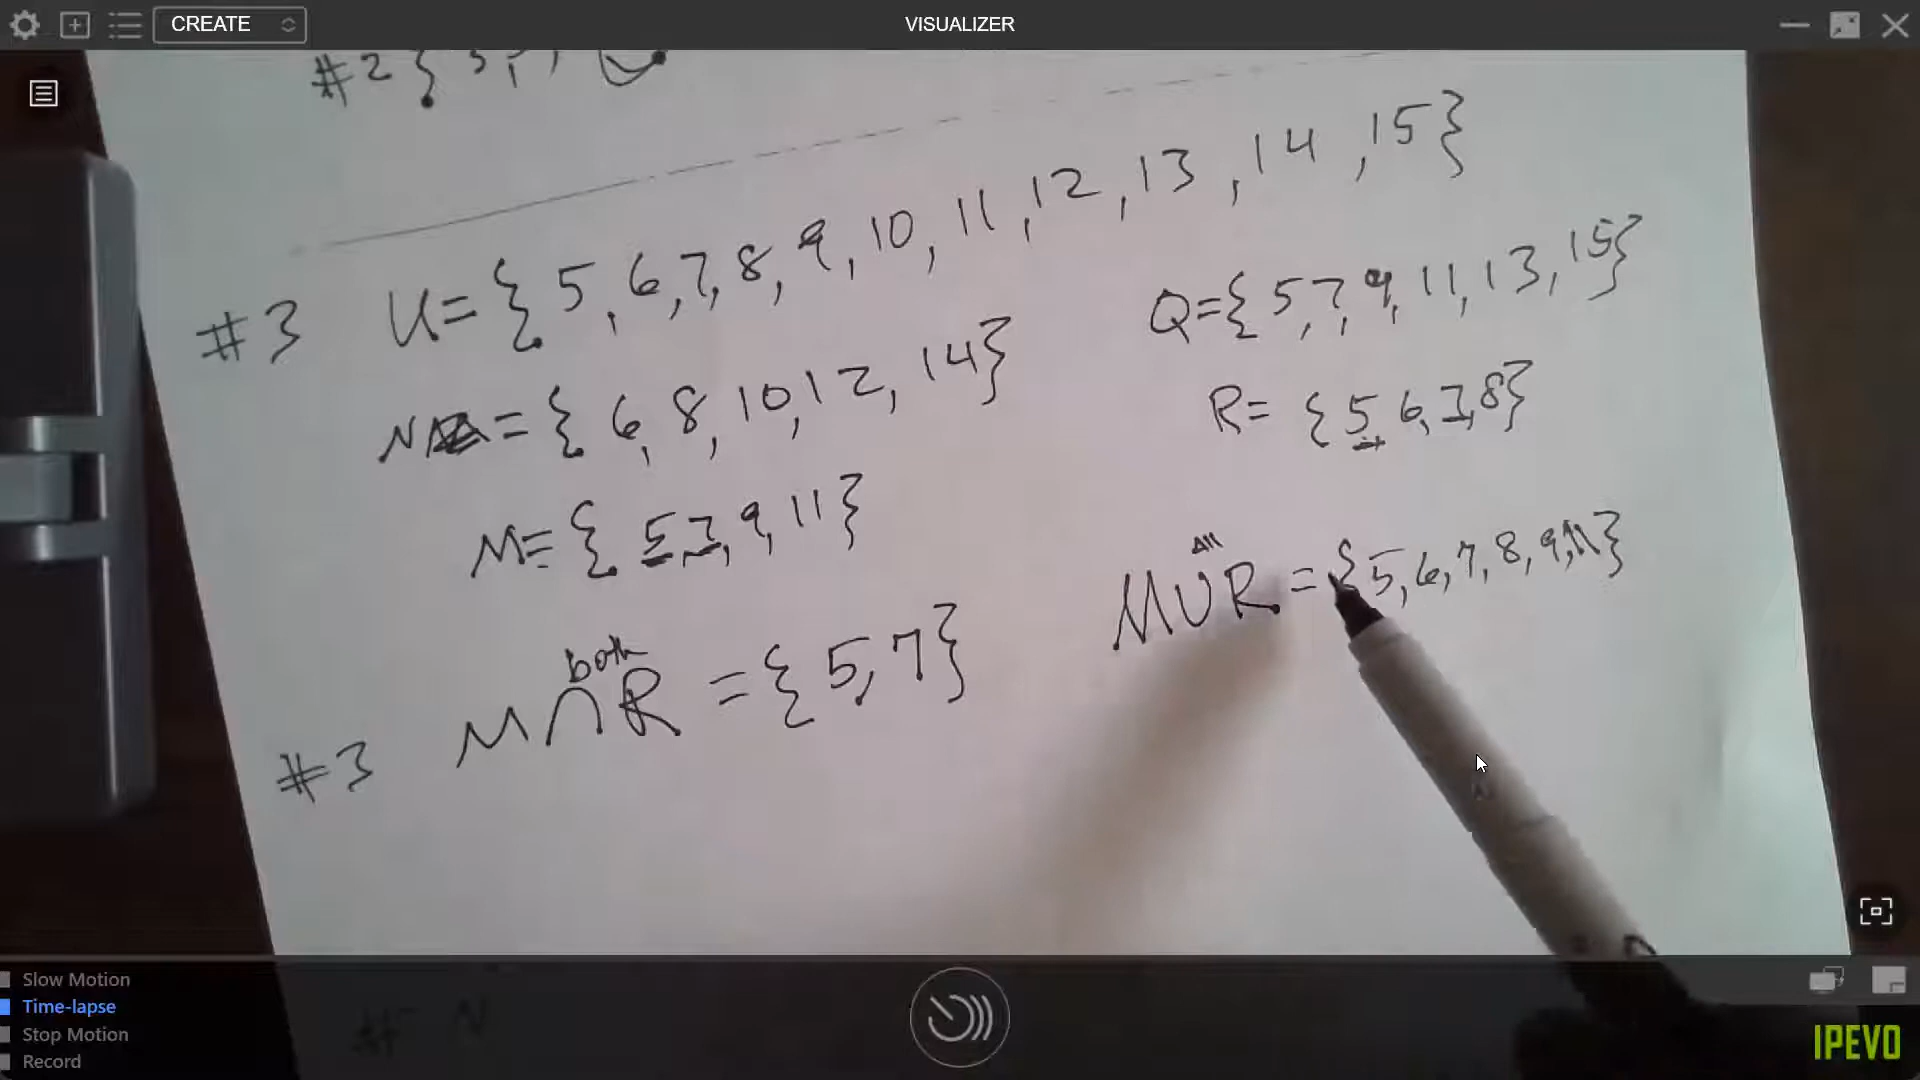 CREATE
VISUALIZER
#2 {
#3 U = { 5, 6, 7, 8, 9, 10, 11, 12, 13, 14, 15}
Q = { 5, 7, 9, 11, 13, 15}
N = { 6, 8, 10, 12, 14}
R = { 5, 6, 7, 8}
M = { 5, 7, 9, 11}
All
M∪R = { 5, 6, 7, 8, 9, 11}
both
#3 M∩R = { 5, 7}
Slow Motion
Time-lapse
Stop Motion
Record
# N
IPEVO